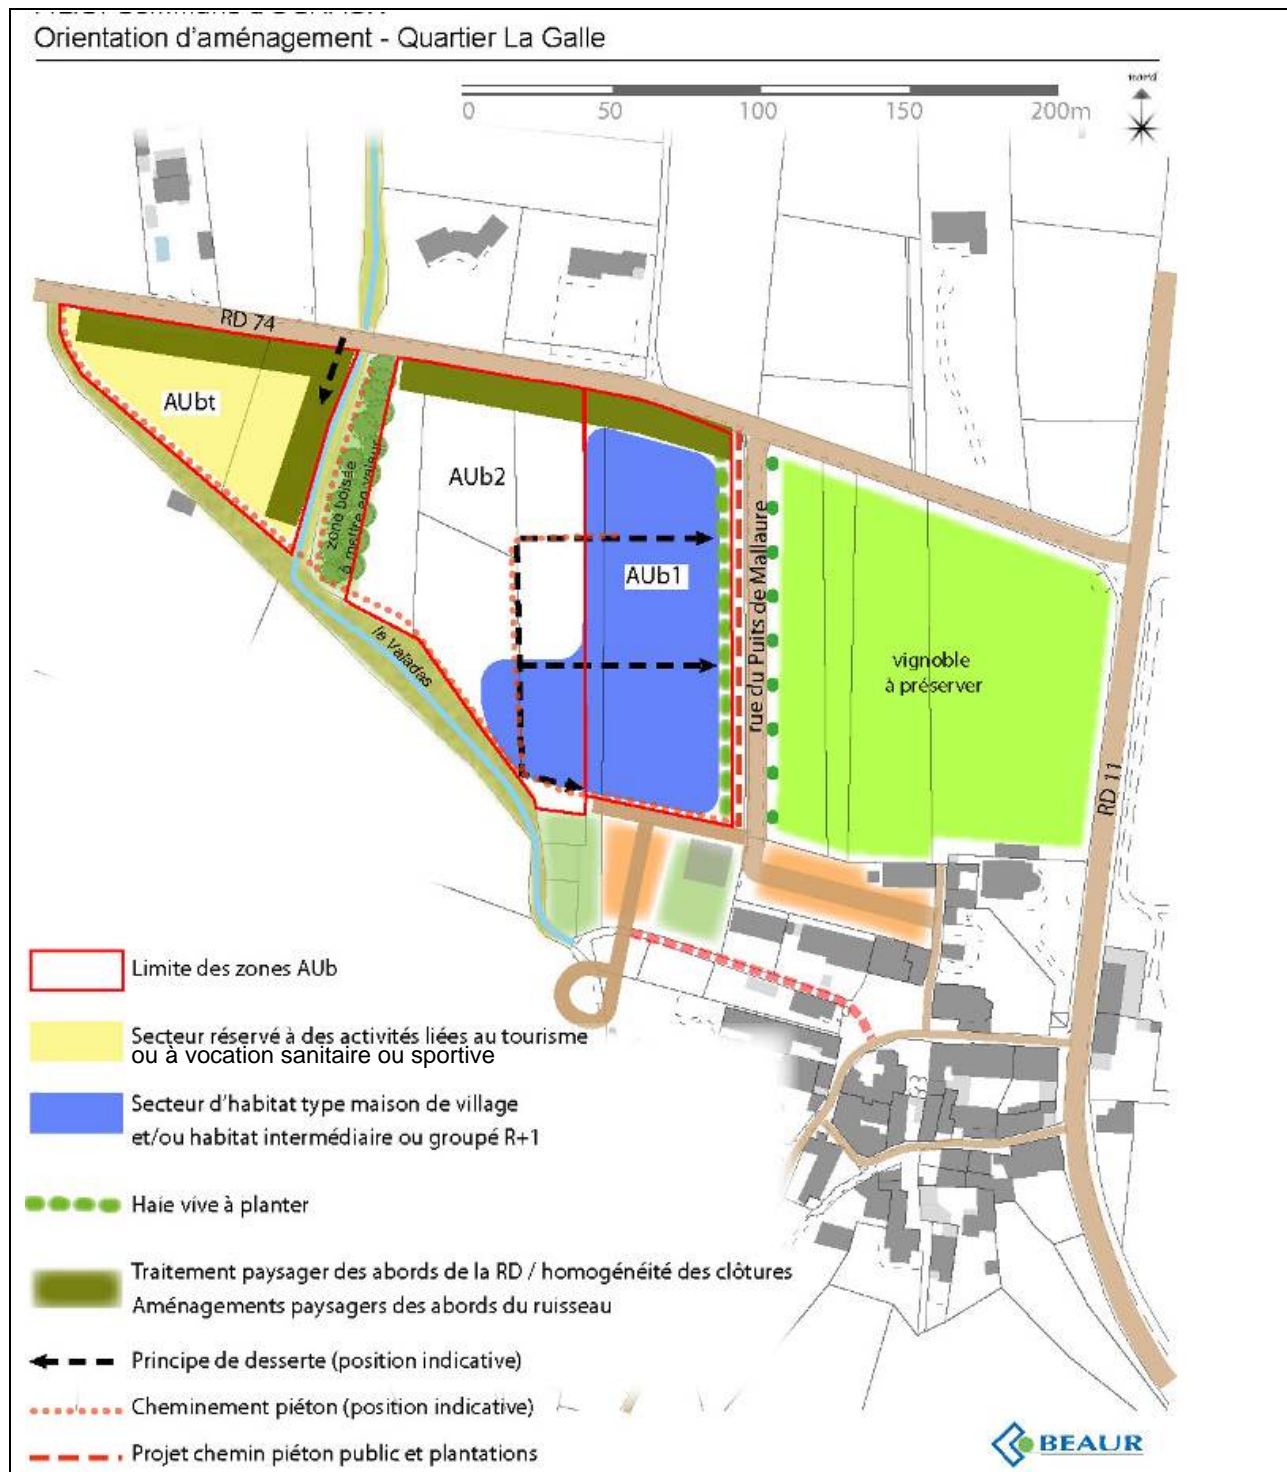 Orientation d'aménagement - Quartier La Galle
nord
0 50 100 150 200m
RD 74
AUbt
AUb2
zone boisée
à mettre en valeur
AUb1
rue du Puits de Mallaure
vignoble
à préserver
le Valadas
RD 11
Limite des zones AUb
Secteur réservé à des activités liées au tourisme
ou à vocation sanitaire ou sportive
Secteur d'habitat type maison de village
et/ou habitat intermédiaire ou groupé R+1
Haie vive à planter
Traitement paysager des abords de la RD / homogénéité des clôtures
Aménagements paysagers des abords du ruisseau
Principe de desserte (position indicative)
Cheminement piéton (position indicative)
Projet chemin piéton public et plantations
BEAUR